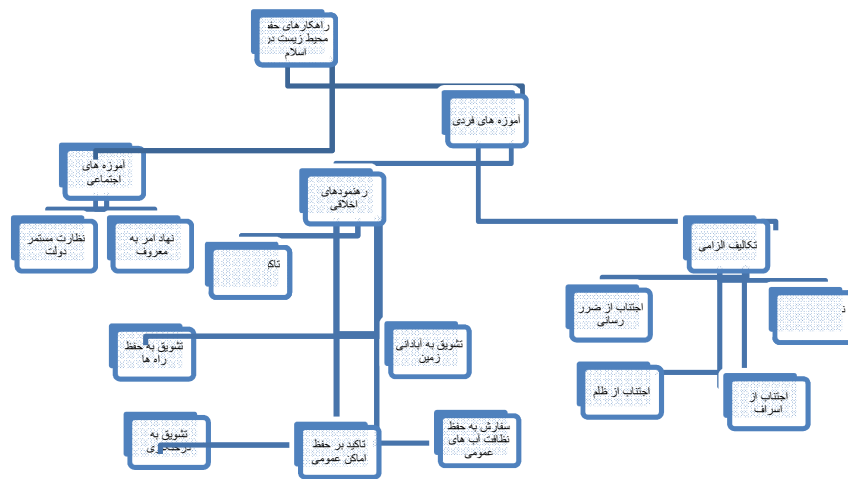 راهکارهای حفظ
محیط زیست در
اسلام
آموزه های فردی
آموزه های
اجتماعی
رهنمودهای
اخلاقی
نظارت مستمر
دولت
نهاد امر به
معروف
تکالیف الزامی
اجتناب از ضرر
رسانی
تشویق به حفظ
راه ها
تشویق به آبادانی
زمین
اجتناب از ظلم
اجتناب از
اسراف
تشویق به
تاکید بر حفظ
اماکن عمومی
سفارش به حفظ
نظافت آب های
عمومی